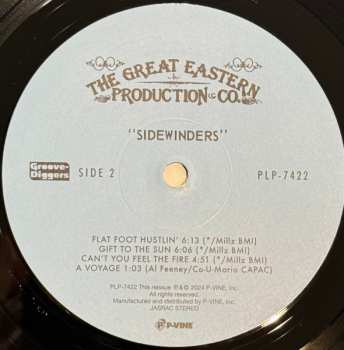 THE GREAT EASTERN
PRODUCTION CO.
"SIDEWINDERS"
Groove-
Diggers
SIDE 2
PLP-7422
FLAT FOOT HUSTLIN' 6:13 (*/Millz BMI)
GIFT TO THE SUN 6:06 (*/Millz BMI)
CAN'T YOU FEEL THE FIRE 4:51 (*/Millz BMI)
A VOYAGE 1:03 (Al Feeney/Co-U-Mario CAPAC)
PLP-7422 This reissue ℗ © 2024 P-VINE, Inc.
All rights reserved.
Manufactured and distributed by P-VINE, Inc.
JASRAC STEREO
P-VINE